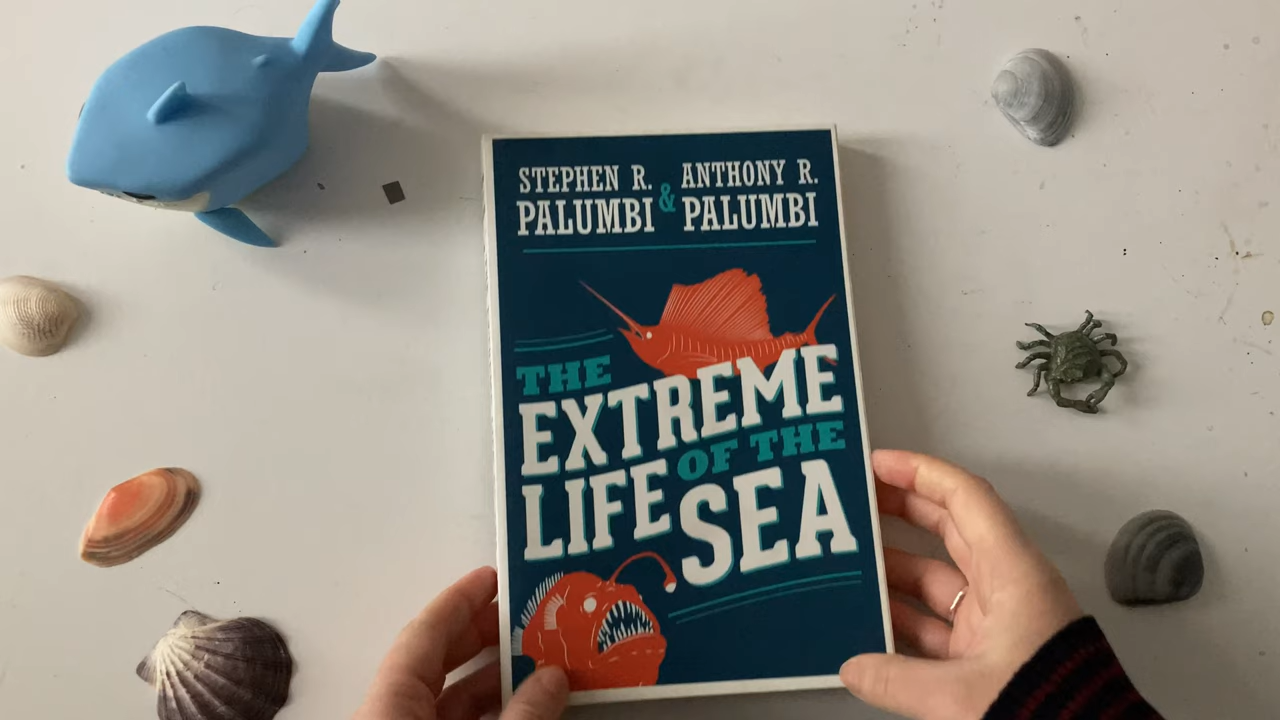 STEPHEN R. PALUMBI & ANTHONY R. PALUMBI
THE
EXTREME
LIFE OF THE
SEA